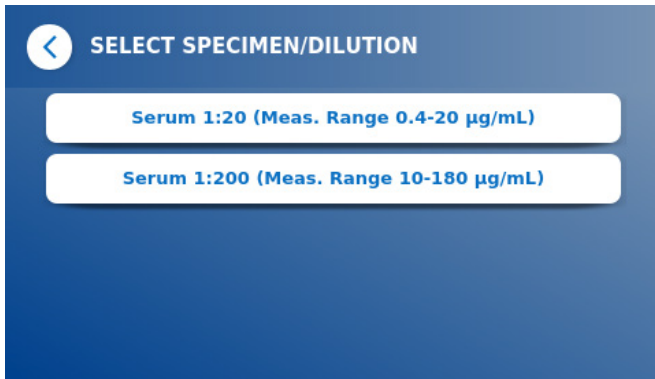 SELECT SPECIMEN/DILUTION
Serum 1:20 (Meas. Range 0.4-20 µg/mL)
Serum 1:200 (Meas. Range 10-180 µg/mL)